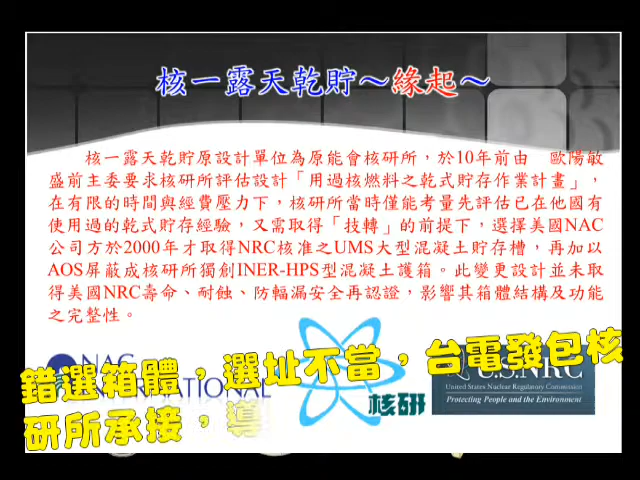 核一露天乾貯～緣起～
核一露天乾貯原設計單位為原能會核研所，於10年前由 歐陽敏
盛前主委要求核研所評估設計「用過核燃料之乾式貯存作業計畫」，
在有限的時間與經費壓力下，核研所當時僅能考量先評估已在他國有
使用過的乾式貯存經驗，又需取得「技轉」的前提下，選擇美國NAC
公司方於2000年才取得NRC核准之UMS大型混凝土貯存槽，再加以
AOS屏蔽成核研所獨創INER-HPS型混凝土護箱。此變更設計並未取
得美國NRC壽命、耐蝕、防輻漏安全再認證，影響其箱體結構及功能
之完整性。
NAC
INTERNATIONAL
核研
U.S.NRC
United States Nuclear Regulatory Commission
Protecting People and the Environment
錯選箱體，選址不當，台電發包核
研所承接，導